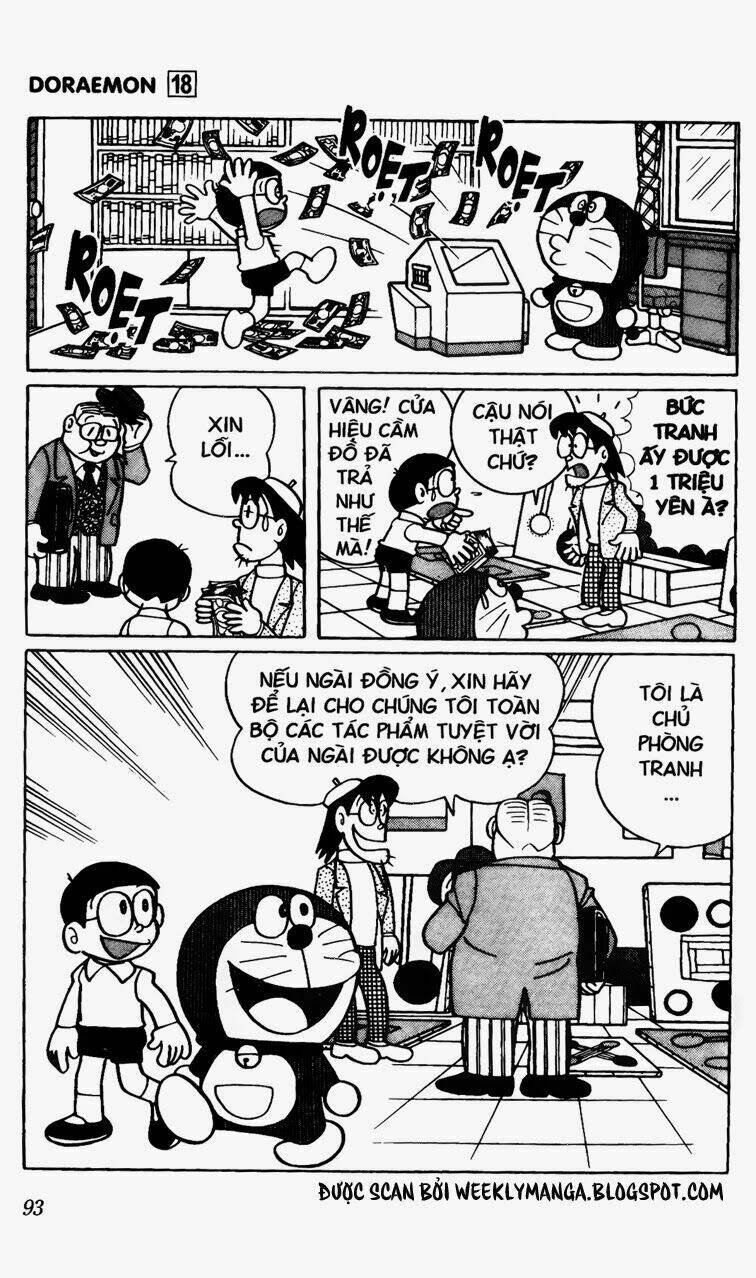 DORAEMON 18
ROẸT
ROẸT
ROẸT
BỨC
TRANH
ẤY ĐƯỢC
1 TRIỆU
YÊN À?
CẬU NÓI
THẬT
CHỨ?
VÂNG! CỬA
HIỆU CẦM
ĐỒ ĐÃ
TRẢ
NHƯ
THẾ
MÀ!
XIN
LỖI...
TÔI LÀ
CHỦ
PHÒNG
TRANH
...
NẾU NGÀI ĐỒNG Ý, XIN HÃY
ĐỂ LẠI CHO CHÚNG TÔI TOÀN
BỘ CÁC TÁC PHẨM TUYỆT VỜI
CỦA NGÀI ĐƯỢC KHÔNG Ạ?
93
ĐƯỢC SCAN BỞI WEEKLYMANGA.BLOGSPOT.COM